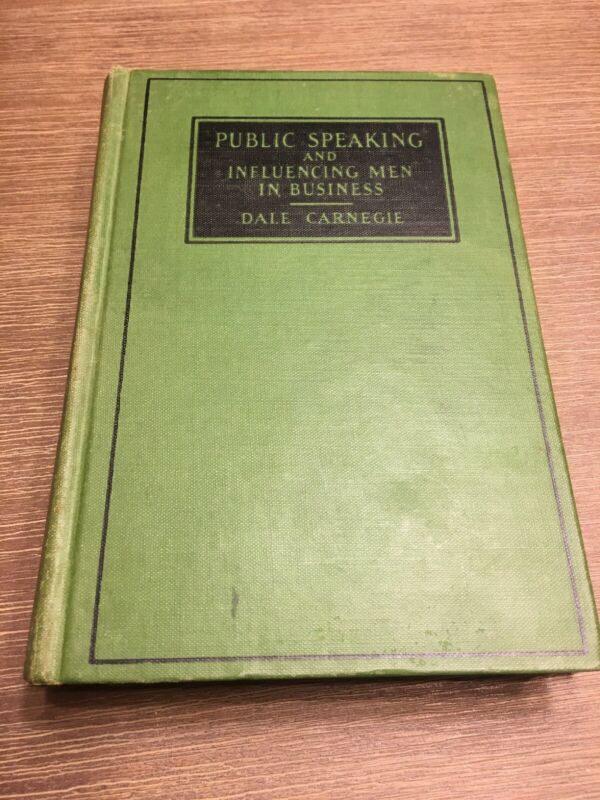 PUBLIC SPEAKING
AND
INFLUENCING MEN
IN BUSINESS
DALE CARNEGIE